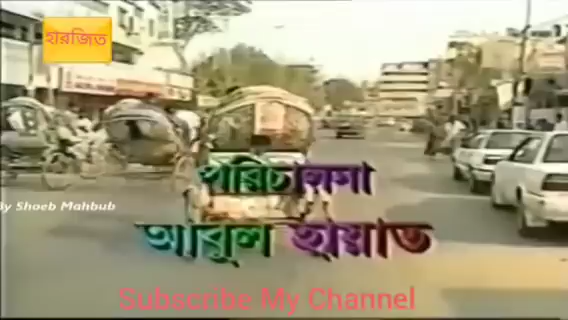 হারজিত
By Shoeb Mahbub
পরিচালনা
আবুল হায়াত
Subscribe My Channel